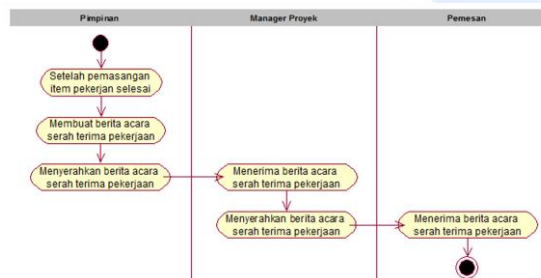 Pimpinan
Manager Proyek
Pemesan
Setelah pemasangan
item pekerjan selesai
Membuat berita acara
serah terima pekerjaan
Menyerahkan berita acara
serah terima pekerjaan
Menerima berita acara
serah terima pekerjaan
Menyerahkan berita acara
serah terima pekerjaan
Menerima berita acara
serah terima pekerjaan